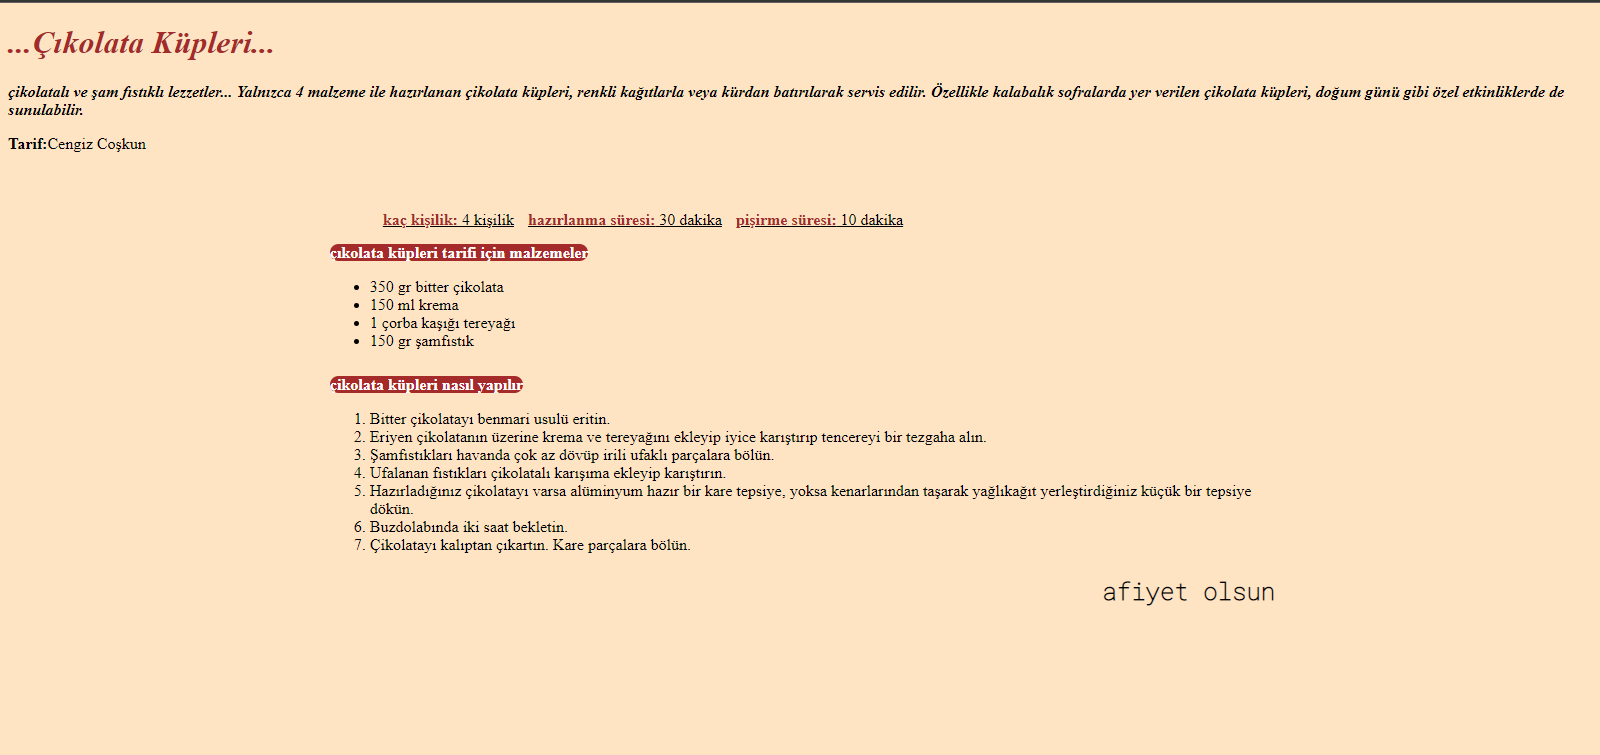 ...Çıkolata Küpleri...
çikolatalı ve şam fıstıklı lezzetler... Yalnızca 4 malzeme ile hazırlanan çikolata küpleri, renkli kağıtlarla veya kürdan batırılarak servis edilir. Özellikle kalabalık sofralarda yer verilen çikolata küpleri, doğum günü gibi özel etkinliklerde de
sunulabilir.
Tarif:Cengiz Coşkun
kaç kişilik: 4 kişilik hazırlanma süresi: 30 dakika pişirme süresi: 10 dakika
çıkolata küpleri tarifi için malzemeler
• 350 gr bitter çikolata
• 150 ml krema
• 1 çorba kaşığı tereyağı
• 150 gr şamfıstık
çikolata küpleri nasıl yapılır
1. Bitter çikolatayı benmari usulü eritin.
2. Eriyen çikolatanın üzerine krema ve tereyağını ekleyip iyice karıştırıp tencereyi bir tezgaha alın.
3. Şamfıstıkları havanda çok az dövüp irili ufaklı parçalara bölün.
4. Ufalanan fıstıkları çikolatalı karışıma ekleyip karıştırın.
5. Hazırladığınız çikolatayı varsa alüminyum hazır bir kare tepsiye, yoksa kenarlarından taşarak yağlıkağıt yerleştirdiğiniz küçük bir tepsiye
dökün.
6. Buzdolabında iki saat bekletin.
7. Çikolatayı kalıptan çıkartın. Kare parçalara bölün.
afiyet olsun